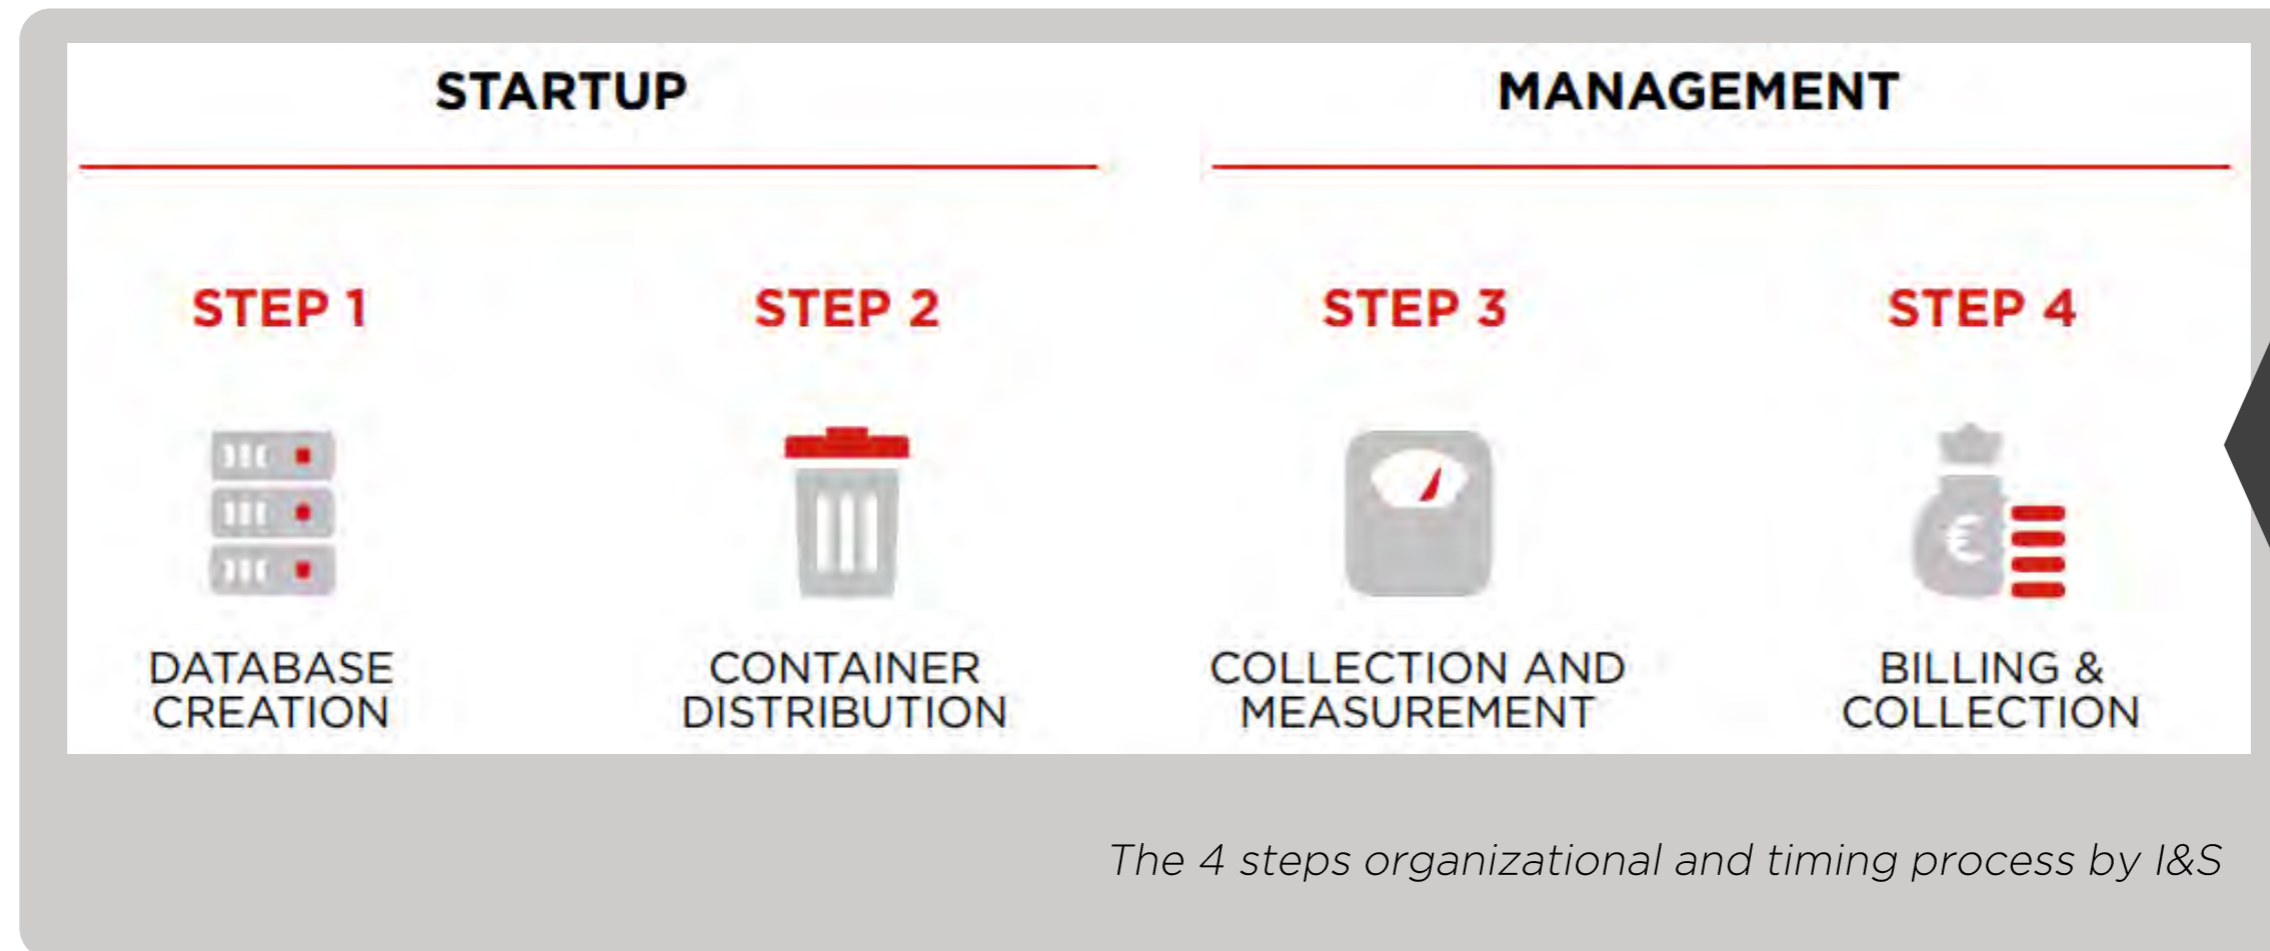 STARTUP
MANAGEMENT
STEP 1
STEP 2
STEP 3
STEP 4
€
DATABASE
CREATION
CONTAINER
DISTRIBUTION
COLLECTION AND
MEASUREMENT
BILLING &
COLLECTION
The 4 steps organizational and timing process by I&S